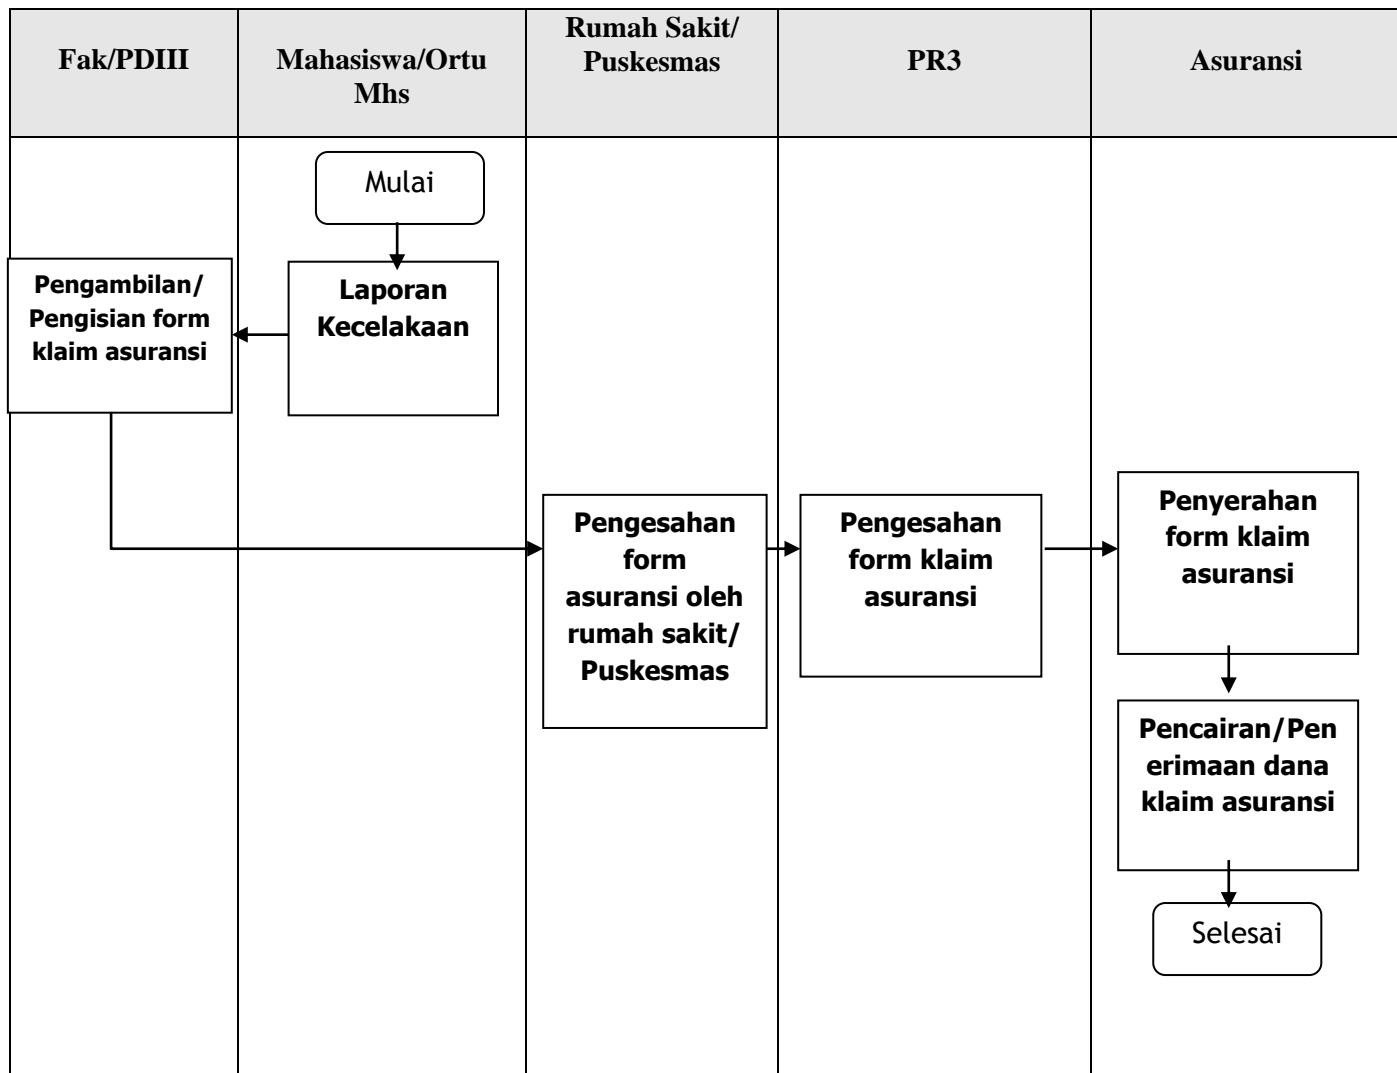 Fak/PDIII
Mahasiswa/Ortu
Mhs
Rumah Sakit/
Puskesmas
PR3
Asuransi
Mulai
Laporan
Kecelakaan
Pengambilan/
Pengisian form
klaim asuransi
Pengesahan
form
asuransi oleh
rumah sakit/
Puskesmas
Pengesahan
form klaim
asuransi
Penyerahan
form klaim
asuransi
Pencairan/Pen
erimaan dana
klaim asuransi
Selesai